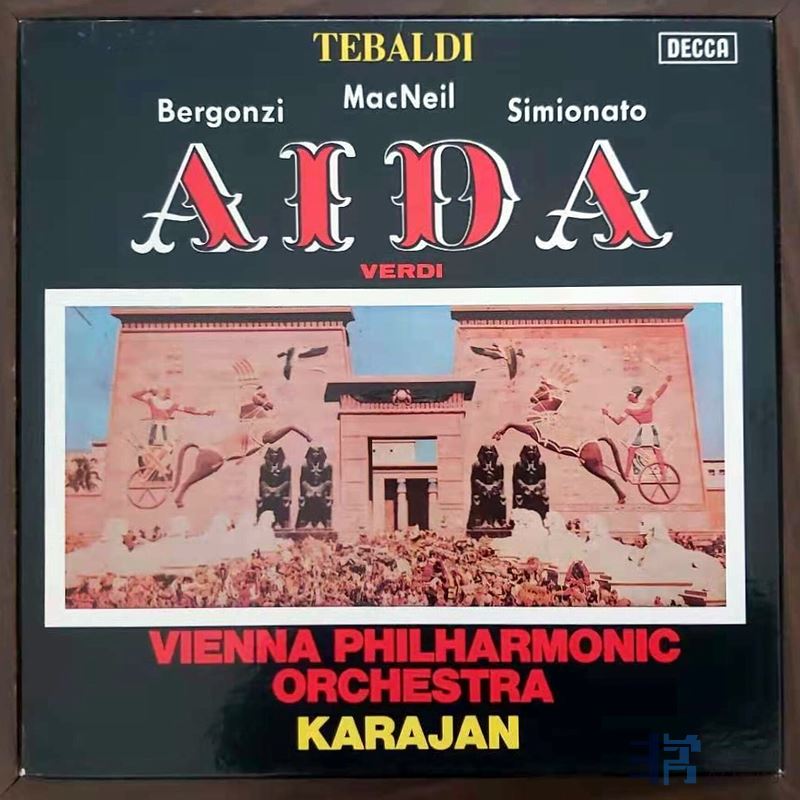 TEBALDI
DECCA
Bergonzi MacNeil Simionato
AIDA
VERDI
VIENNA PHILHARMONIC
ORCHESTRA
KARAJAN